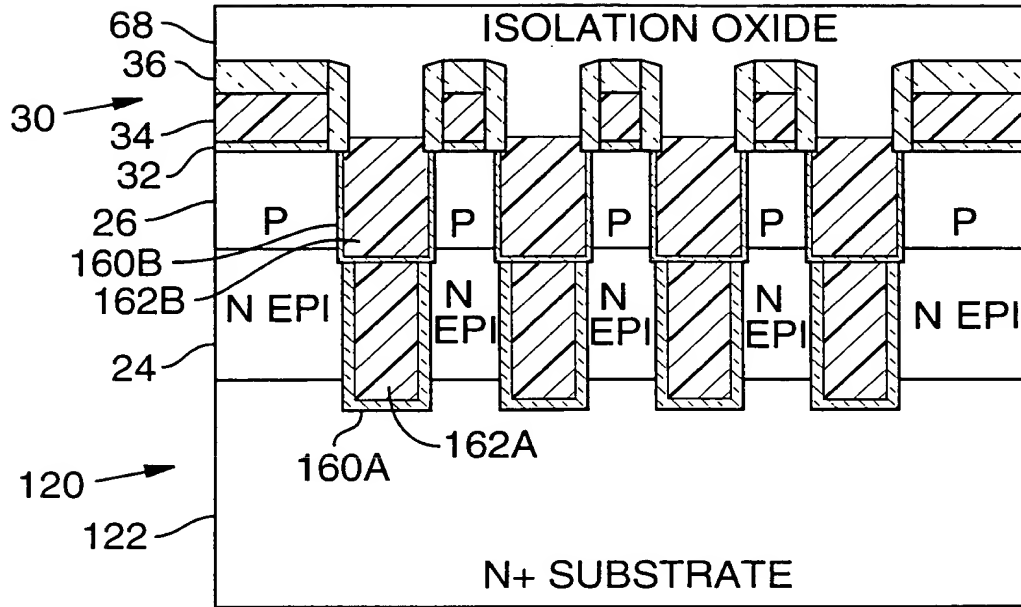 68
ISOLATION OXIDE
36
30
34
32
26
P
P
P
P
P
160B
162B
N EPI
N
EPI
N
EPI
N
EPI
N EPI
24
162A
160A
120
122
N+ SUBSTRATE